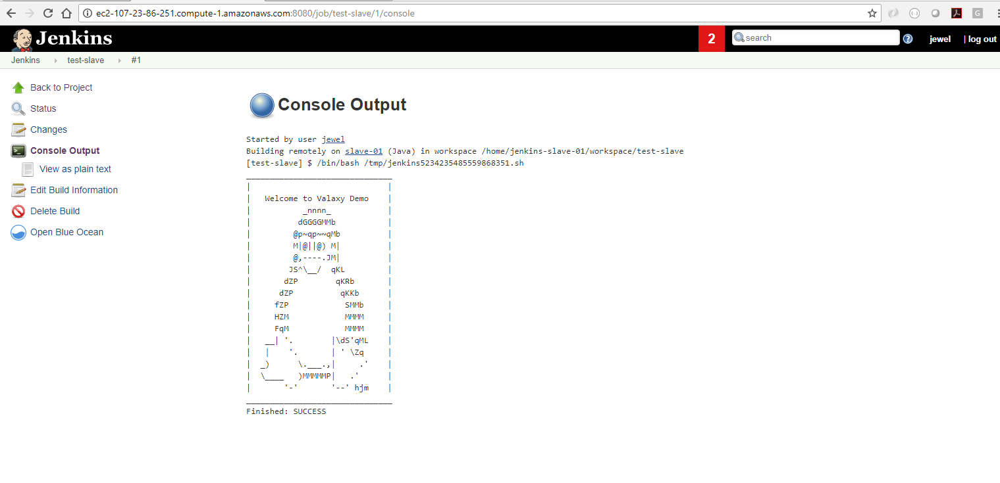 ec2-107-23-86-251.compute-1.amazonaws.com:8080/job/test-slave/1/console
G
Jenkins
2
search
?
jewel
| log out
Jenkins
test-slave
#1
Back to Project
Status
Changes
Console Output
View as plain text
Edit Build Information
Delete Build
Open Blue Ocean
Console Output
Started by user jewel
Building remotely on slave-01 (Java) in workspace /home/jenkins-slave-01/workspace/test-slave
[test-slave] $ /bin/bash /tmp/jenkins5234235485559868351.sh
_______________________________
|                             |
|   Welcome to Valaxy Demo    |
|           _nnnn_            |
|          dGGGGMMb           |
|         @p~qp~~qMb          |
|         M|@||@) M|          |
|         @,----.JM|          |
|        JS^\__/  qKL         |
|       dZP        qKRb       |
|      dZP          qKKb      |
|     fZP            SMMb     |
|     HZM            MMMM     |
|     FqM            MMMM     |
|   __| '.        |\dS'qML    |
|   |    '.       | ' \Zq     |
|  _)      \.___.,|     .'    |
|  \____   )MMMMMP|   .'      |
|       '-'       '--' hjm    |
_______________________________
Finished: SUCCESS